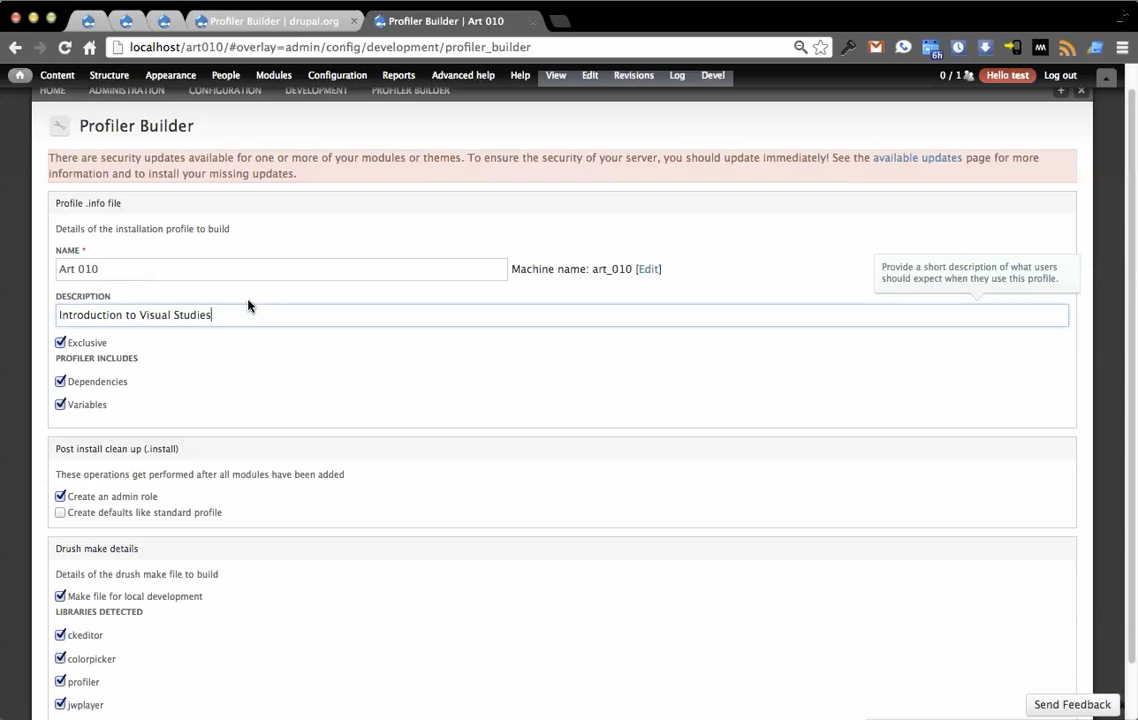 Profiler Builder | drupal.org
Profiler Builder | Art 010
localhost/art010/#overlay=admin/config/development/profiler_builder
6h
Content Structure Appearance People Modules Configuration Reports Advanced help Help View Edit Revisions Log Devel 0 / 1 Hello test Log out
HOME ADMINISTRATION CONFIGURATION DEVELOPMENT PROFILER BUILDER
Profiler Builder
There are security updates available for one or more of your modules or themes. To ensure the security of your server, you should update immediately! See the available updates page for more
information and to install your missing updates.
Profile .info file
Details of the installation profile to build
NAME *
Art 010 Machine name: art_010 [Edit]
Provide a short description of what users
should expect when they use this profile.
DESCRIPTION
Introduction to Visual Studies
Exclusive
PROFILER INCLUDES
Dependencies
Variables
Post install clean up (.install)
These operations get performed after all modules have been added
Create an admin role
Create defaults like standard profile
Drush make details
Details of the drush make file to build
Make file for local development
LIBRARIES DETECTED
ckeditor
colorpicker
profiler
jwplayer
Send Feedback